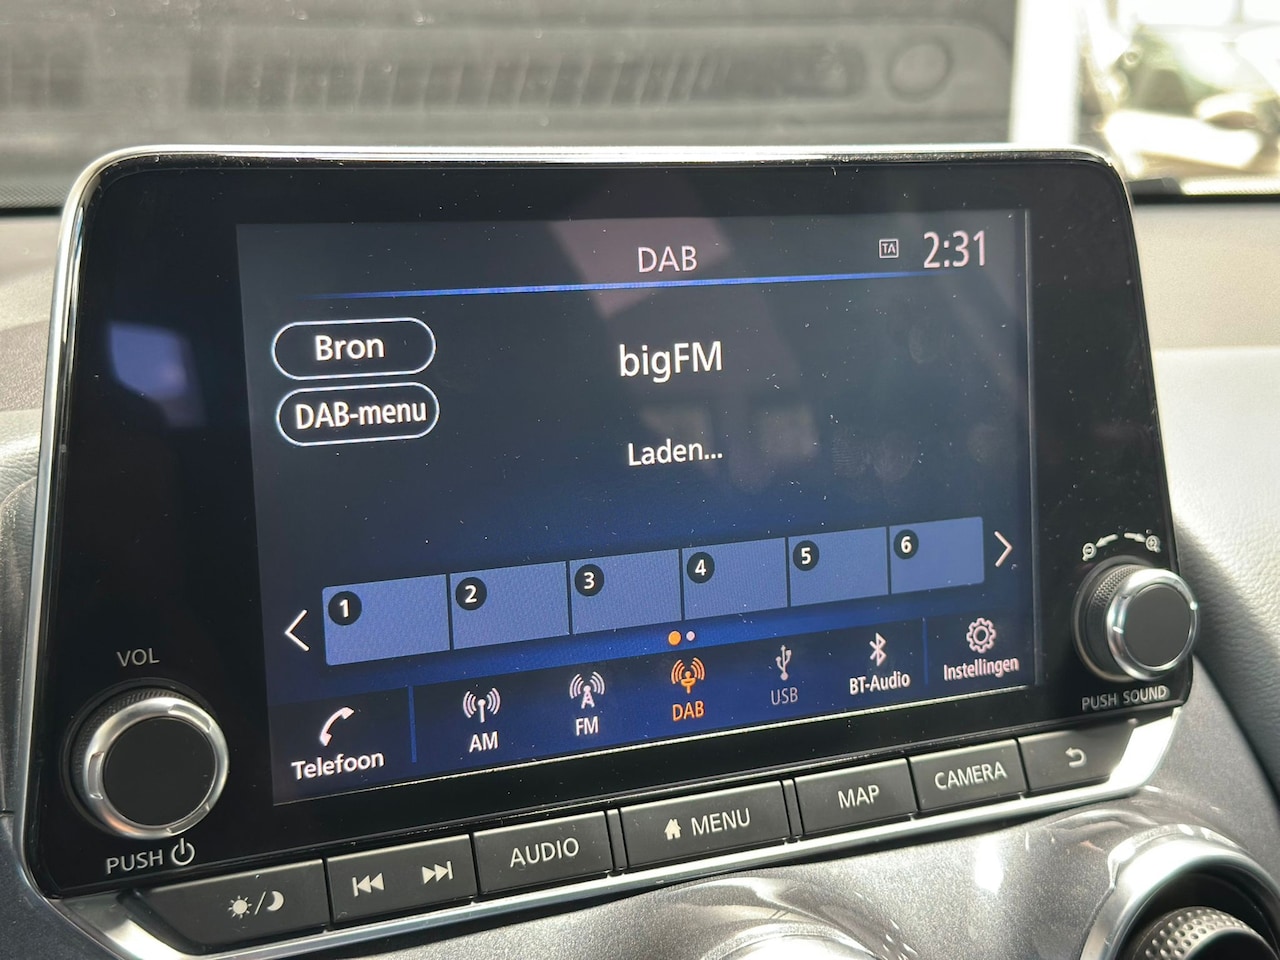 DAB
TA
2:31
Bron
bigFM
DAB-menu
Laden...
1
2
3
4
5
6
Telefoon
AM
FM
DAB
USB
BT-Audio
Instellingen
VOL
PUSH
PUSH SOUND
AUDIO
MENU
MAP
CAMERA